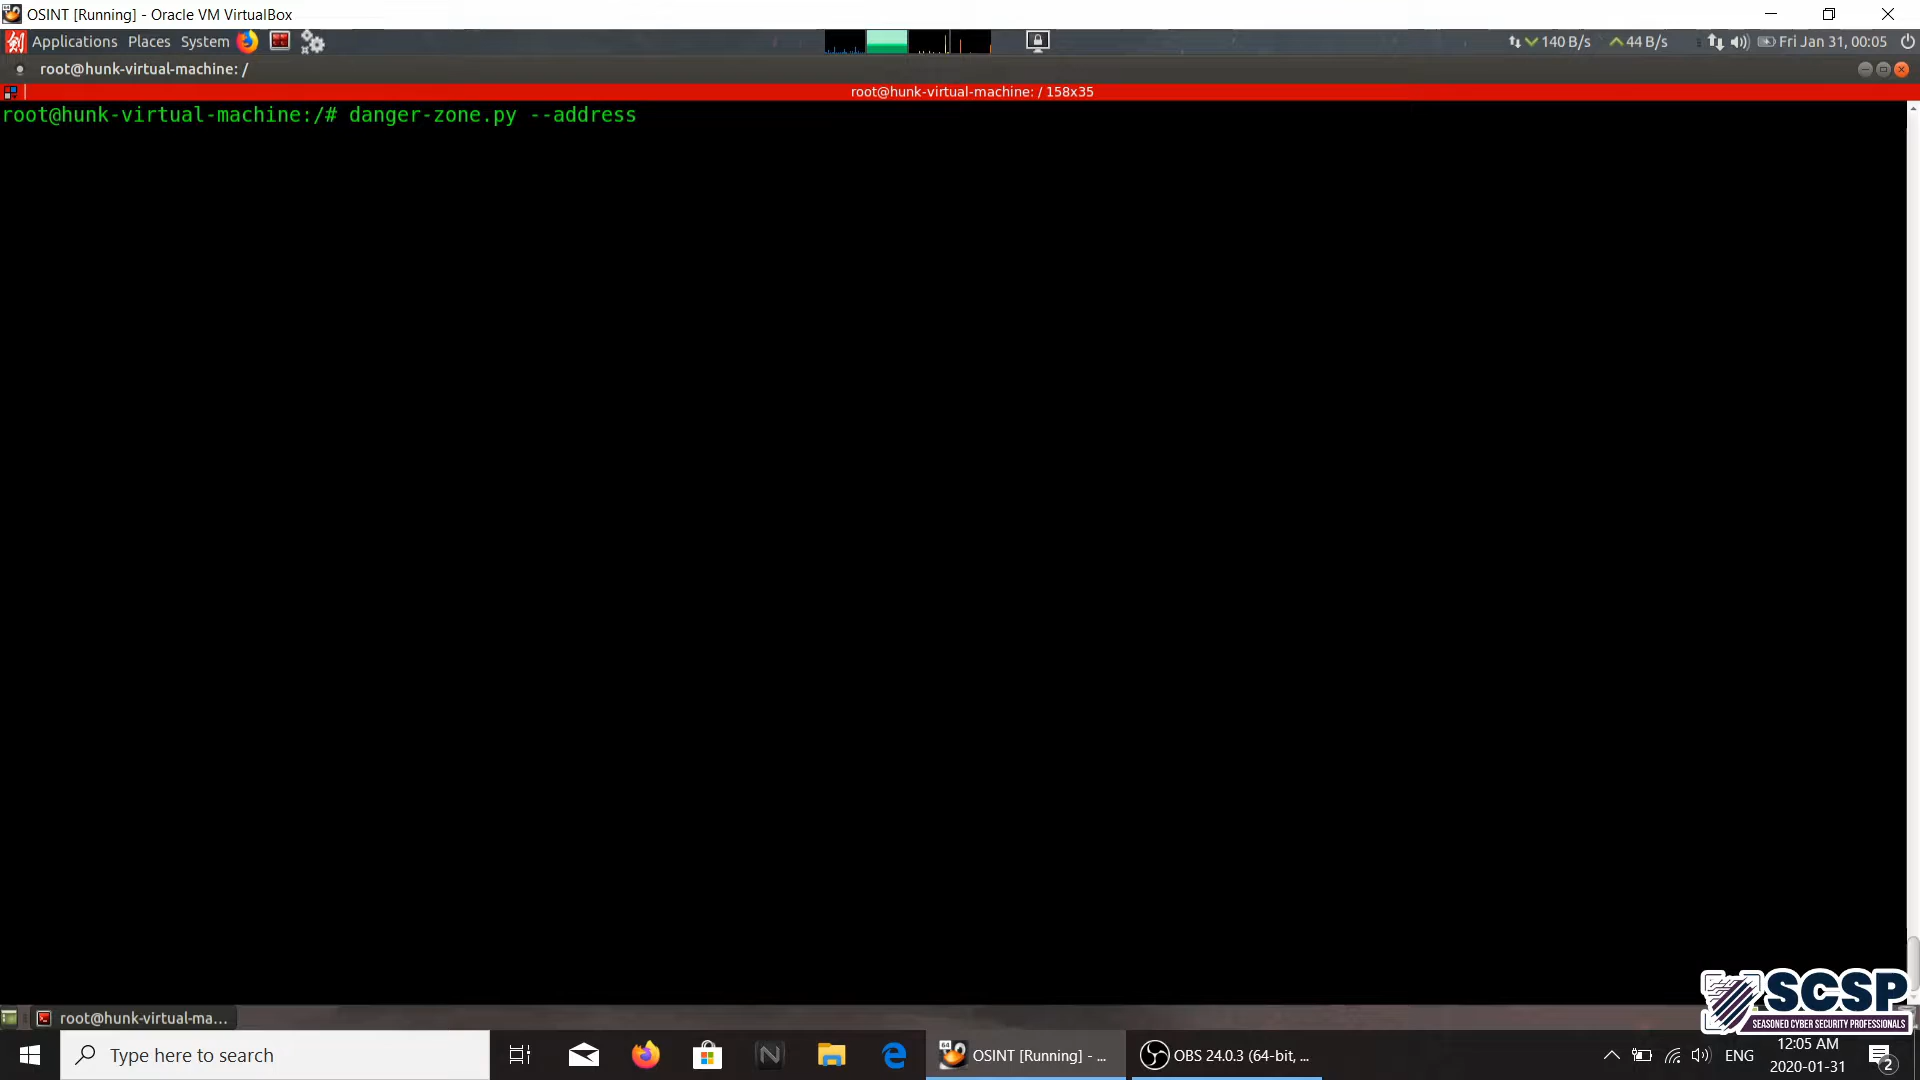 OSINT [Running] - Oracle VM VirtualBox
Applications Places System
140 B/s 44 B/s Fri Jan 31, 00:05
root@hunk-virtual-machine: /
root@hunk-virtual-machine: / 158x35
root@hunk-virtual-machine:/# danger-zone.py --address
SCSP
SEASONED CYBER SECURITY PROFESSIONALS
root@hunk-virtual-ma...
Type here to search
N
64
OSINT [Running] - ...
OBS 24.0.3 (64-bit, ...
ENG
12:05 AM
2020-01-31
2